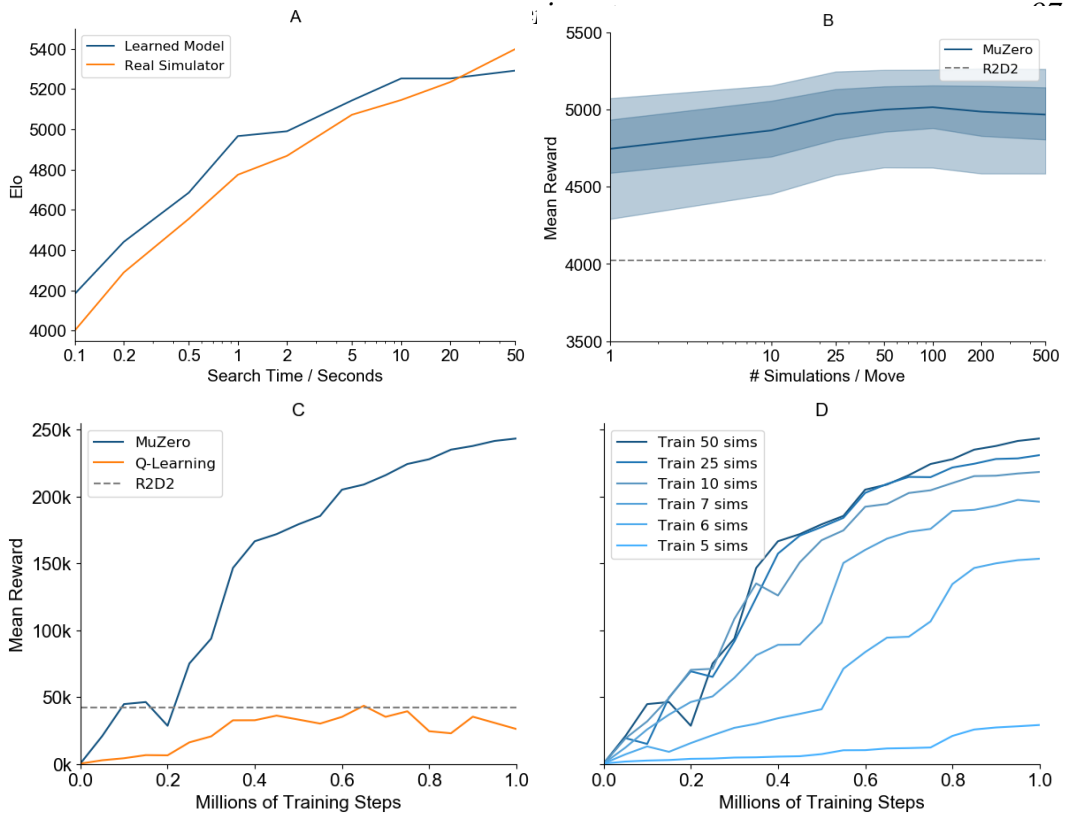 A
Learned Model
Real Simulator
5400
5200
5000
4800
4600
4400
4200
4000
Elo
0.1 0.2 0.5 1 2 5 10 20 50
Search Time / Seconds
B
MuZero
R2D2
5500
5000
4500
4000
3500
Mean Reward
1 10 25 50 100 200 500
# Simulations / Move
C
MuZero
Q-Learning
R2D2
250k
200k
150k
100k
50k
0k
Mean Reward
0.0 0.2 0.4 0.6 0.8 1.0
Millions of Training Steps
D
Train 50 sims
Train 25 sims
Train 10 sims
Train 7 sims
Train 6 sims
Train 5 sims
0.0 0.2 0.4 0.6 0.8 1.0
Millions of Training Steps